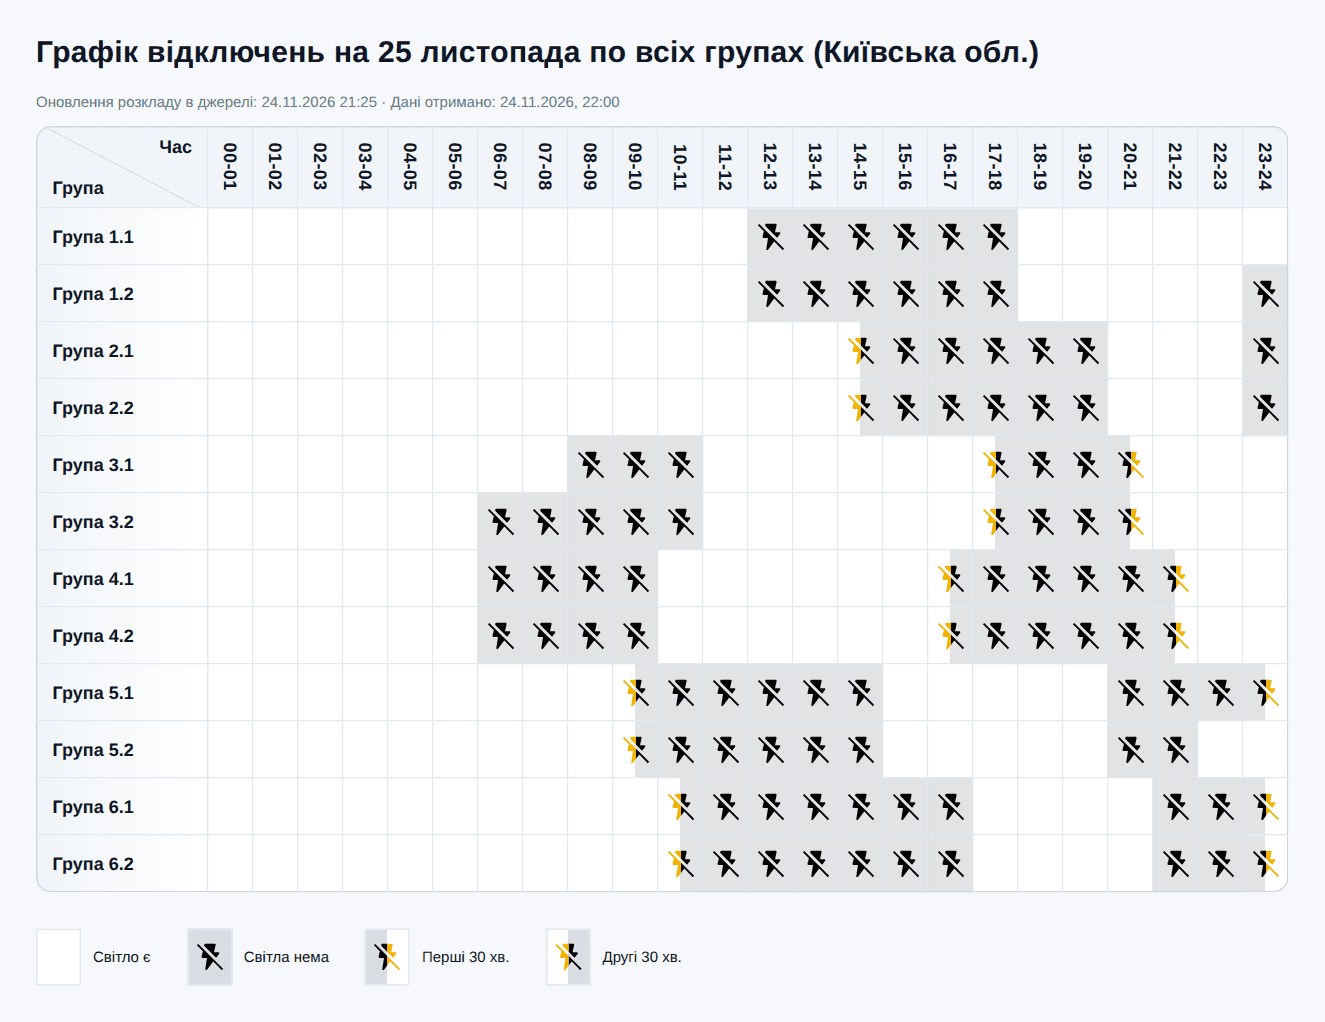 Графік відключень на 25 листопада по всіх групах (Київська обл.)
Оновлення розкладу в джерелі: 24.11.2026 21:25 · Дані отримано: 24.11.2026, 22:00
Час
Група
00-01 01-02 02-03 03-04 04-05 05-06 06-07 07-08 08-09 09-10 10-11 11-12 12-13 13-14 14-15 15-16 16-17 17-18 18-19 19-20 20-21 21-22 22-23 23-24
Група 1.1
Група 1.2
Група 2.1
Група 2.2
Група 3.1
Група 3.2
Група 4.1
Група 4.2
Група 5.1
Група 5.2
Група 6.1
Група 6.2
Світло є
Світла нема
Перші 30 хв.
Другі 30 хв.